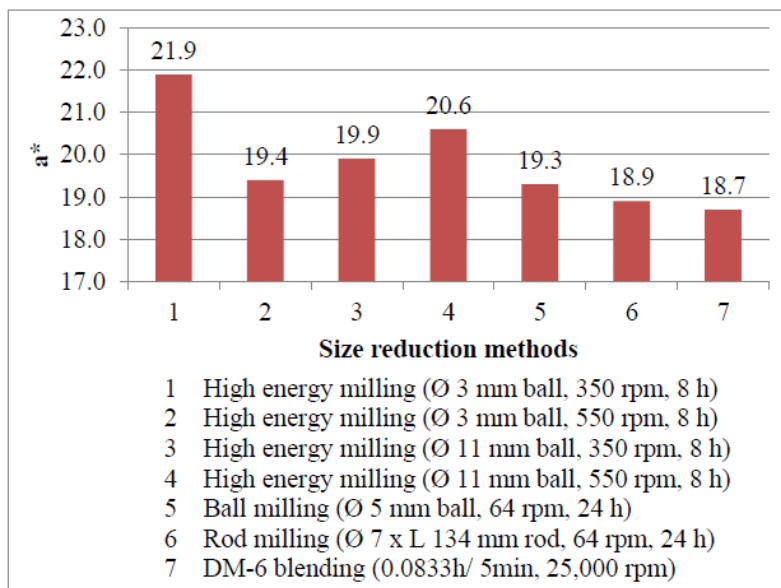 23.0
22.0
21.0
20.0
19.0
18.0
17.0
a*
21.9
19.4
19.9
20.6
19.3
18.9
18.7
1 2 3 4 5 6 7
Size reduction methods
1 High energy milling (Ø 3 mm ball, 350 rpm, 8 h)
2 High energy milling (Ø 3 mm ball, 550 rpm, 8 h)
3 High energy milling (Ø 11 mm ball, 350 rpm, 8 h)
4 High energy milling (Ø 11 mm ball, 550 rpm, 8 h)
5 Ball milling (Ø 5 mm ball, 64 rpm, 24 h)
6 Rod milling (Ø 7 x L 134 mm rod, 64 rpm, 24 h)
7 DM-6 blending (0.0833h/ 5min, 25,000 rpm)